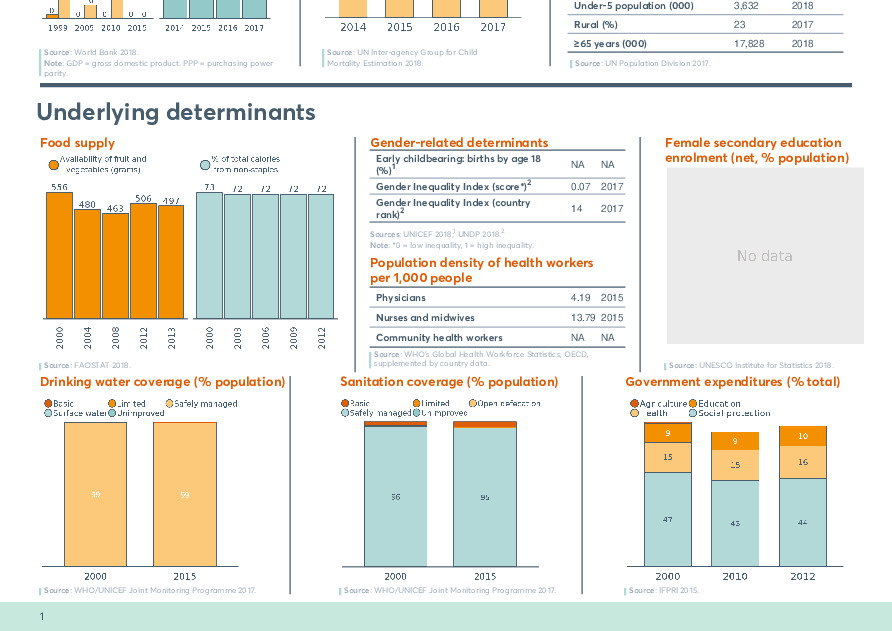 0
0
0
0
1999 2005 2010 2015
2014 2015 2016 2017
Source: World Bank 2018.
Note: GDP = gross domestic product. PPP = purchasing power
parity.
2014 2015 2016 2017
Source: UN Inter-agency Group for Child
Mortality Estimation 2018.
Under-5 population (000) 3,632 2018
Rural (%) 23 2017
≥65 years (000) 17,828 2018
Source: UN Population Division 2017.
Underlying determinants
Food supply
Availability of fruit and
vegetables (grams)
% of total calories
from non-staples
556 480 463 506 497
73 72 72 72 72
2000 2004 2008 2012 2013
2000 2003 2006 2009 2012
Source: FAOSTAT 2018.
Gender-related determinants
Early childbearing: births by age 18
(%)1 NA NA
Gender Inequality Index (score*)2 0.07 2017
Gender Inequality Index (country
rank)2 14 2017
Sources: UNICEF 2018,1 UNDP 2018.2
Note: *0 = low inequality, 1 = high inequality.
Population density of health workers
per 1,000 people
Physicians 4.19 2015
Nurses and midwives 13.79 2015
Community health workers NA NA
Source: WHO's Global Health Workforce Statistics, OECD,
supplemented by country data.
Female secondary education
enrolment (net, % population)
No data
Source: UNESCO Institute for Statistics 2018.
Drinking water coverage (% population)
Basic Limited Safely managed
Surface water Unimproved
99 99
2000 2015
Source: WHO/UNICEF Joint Monitoring Programme 2017.
Sanitation coverage (% population)
Basic Limited Open defecation
Safely managed Unimproved
96 95
2000 2015
Source: WHO/UNICEF Joint Monitoring Programme 2017.
Government expenditures (% total)
Agriculture Education
Health Social protection
9 9 10
15 15 16
47 43 44
2000 2010 2012
Source: IFPRI 2015.
1